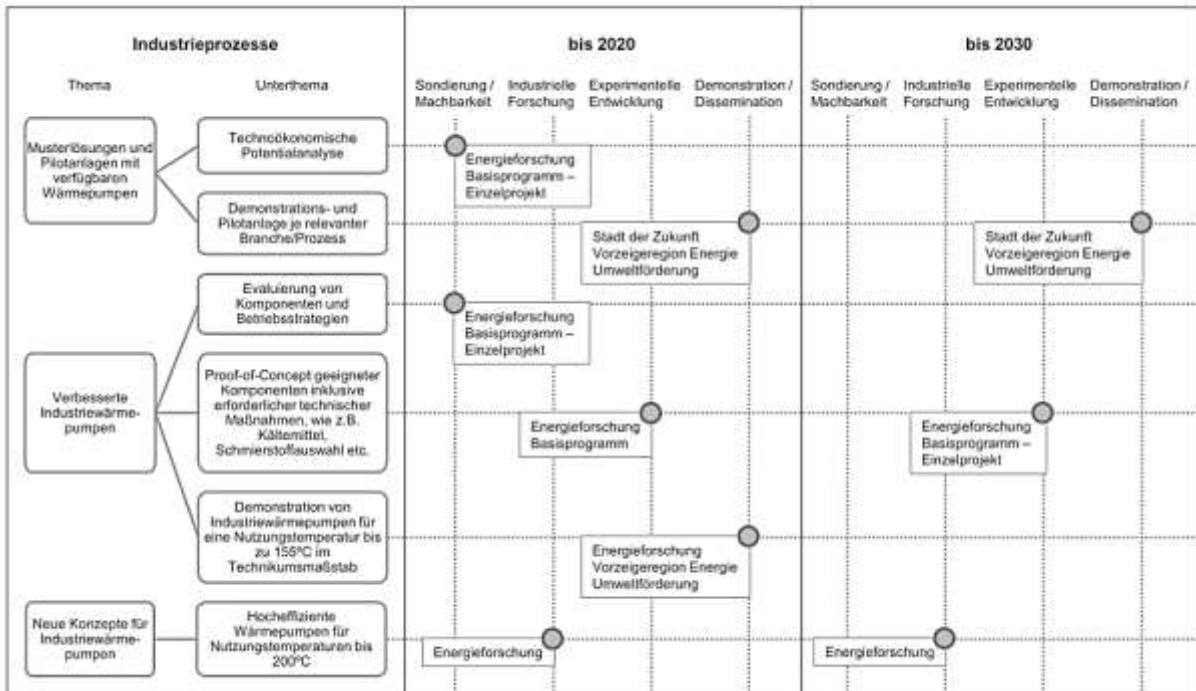 Industrieprozesse
bis 2020
bis 2030
Thema
Unterthema
Sondierung /
Machbarkeit
Industrielle
Forschung
Experimentelle
Entwicklung
Demonstration /
Dissemination
Sondierung /
Machbarkeit
Industrielle
Forschung
Experimentelle
Entwicklung
Demonstration /
Dissemination
Musterlösungen und
Pilotanlagen mit
verfügbaren
Wärmepumpen
Technoökonomische
Potentialanalyse
Energieforschung
Basisprogramm –
Einzelprojekt
Demonstrations- und
Pilotanlage je relevanter
Branche/Prozess
Stadt der Zukunft
Vorzeigeregion Energie
Umweltförderung
Stadt der Zukunft
Vorzeigeregion Energie
Umweltförderung
Verbesserte
Industriewärme-
pumpen
Evaluierung von
Komponenten und
Betriebsstrategien
Energieforschung
Basisprogramm –
Einzelprojekt
Proof-of-Concept geeigneter
Komponenten inklusive
erforderlicher technischer
Maßnahmen, wie z.B.
Kältemittel,
Schmierstoffauswahl etc.
Energieforschung
Basisprogramm
Energieforschung
Basisprogramm –
Einzelprojekt
Demonstration von
Industriewärmepumpen für
eine Nutzungstemperatur bis
zu 155ºC im
Technikumsmaßstab
Energieforschung
Vorzeigeregion Energie
Umweltförderung
Neue Konzepte für
Industriewärme-
pumpen
Hocheffiziente
Wärmepumpen für
Nutzungstemperaturen bis
200ºC
Energieforschung
Energieforschung